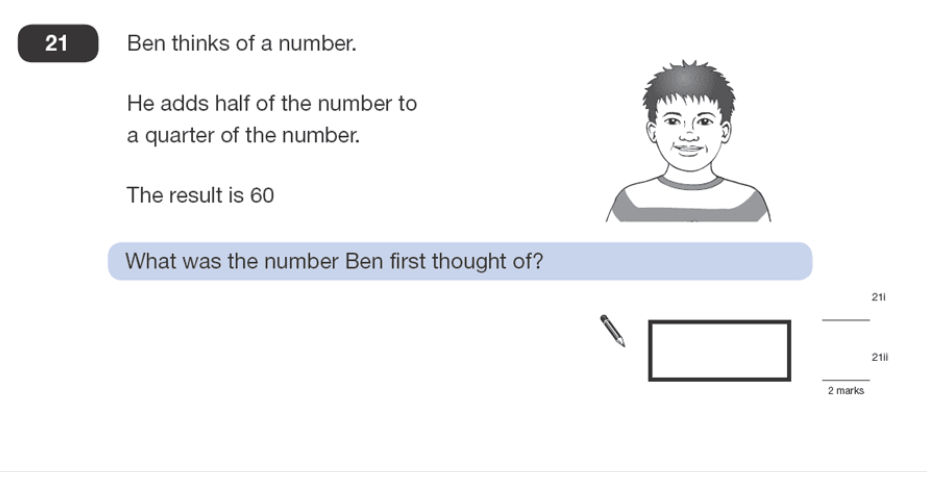 21
Ben thinks of a number.
He adds half of the number to
a quarter of the number.
The result is 60
What was the number Ben first thought of?
21i
21ii
2 marks